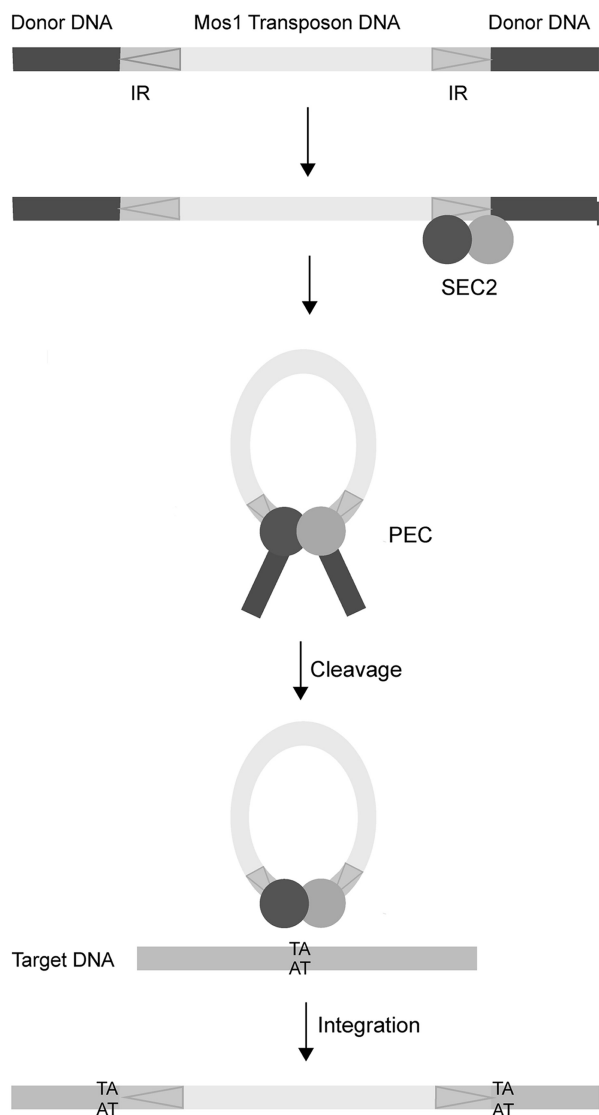 Donor DNA Mos1 Transposon DNA Donor DNA
IR IR
SEC2
PEC
Cleavage
TA
Target DNA
AT
Integration
TA TA
AT AT